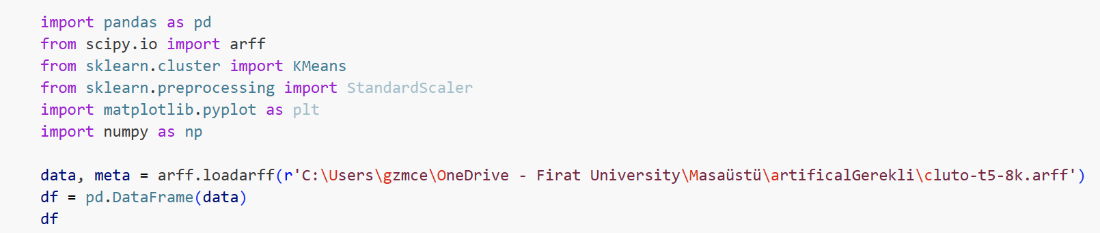 import pandas as pd
from scipy.io import arff
from sklearn.cluster import KMeans
from sklearn.preprocessing import StandardScaler
import matplotlib.pyplot as plt
import numpy as np
data, meta = arff.loadarff(r'C:\Users\gzmce\OneDrive - Firat University\Masaüstü\artificalGerekli\cluto-t5-8k.arff')
df = pd.DataFrame(data)
df